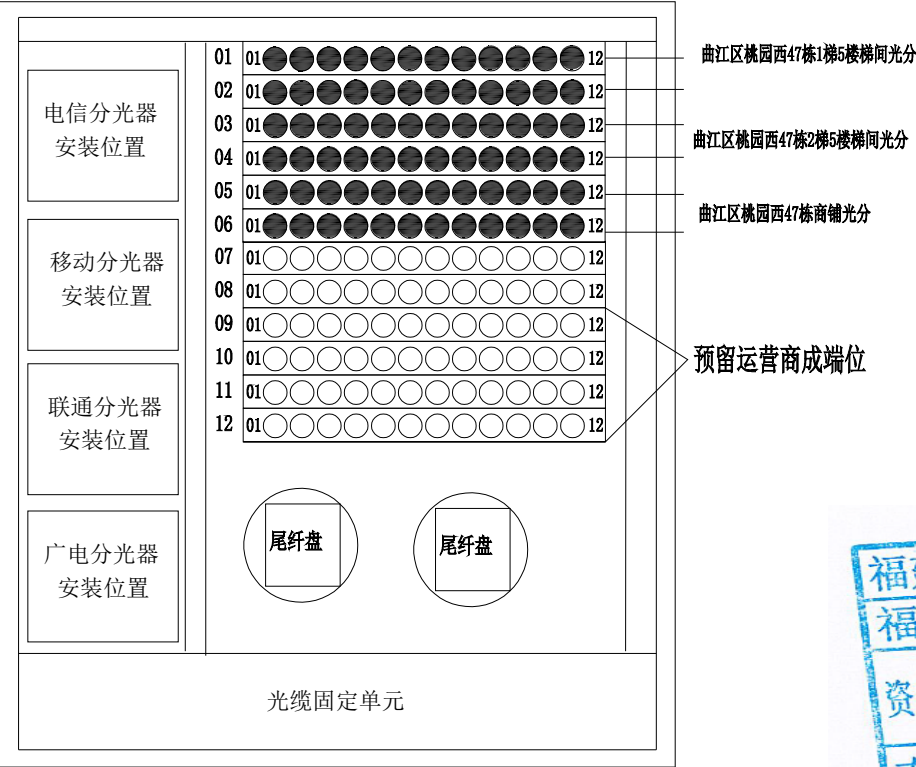 01 01 12 曲江区桃园西47栋1梯5楼梯间光分
02 01 12
03 01 12
曲江区桃园西47栋2梯5楼梯间光分
04 01 12
05 01 12
曲江区桃园西47栋商铺光分
06 01 12
07 01 12
08 01 12
09 01 12
10 01 12
11 01 12
12 01 12
预留运营商成端位
电信分光器
安装位置
移动分光器
安装位置
联通分光器
安装位置
广电分光器
安装位置
尾纤盘
尾纤盘
光缆固定单元
福
福
资